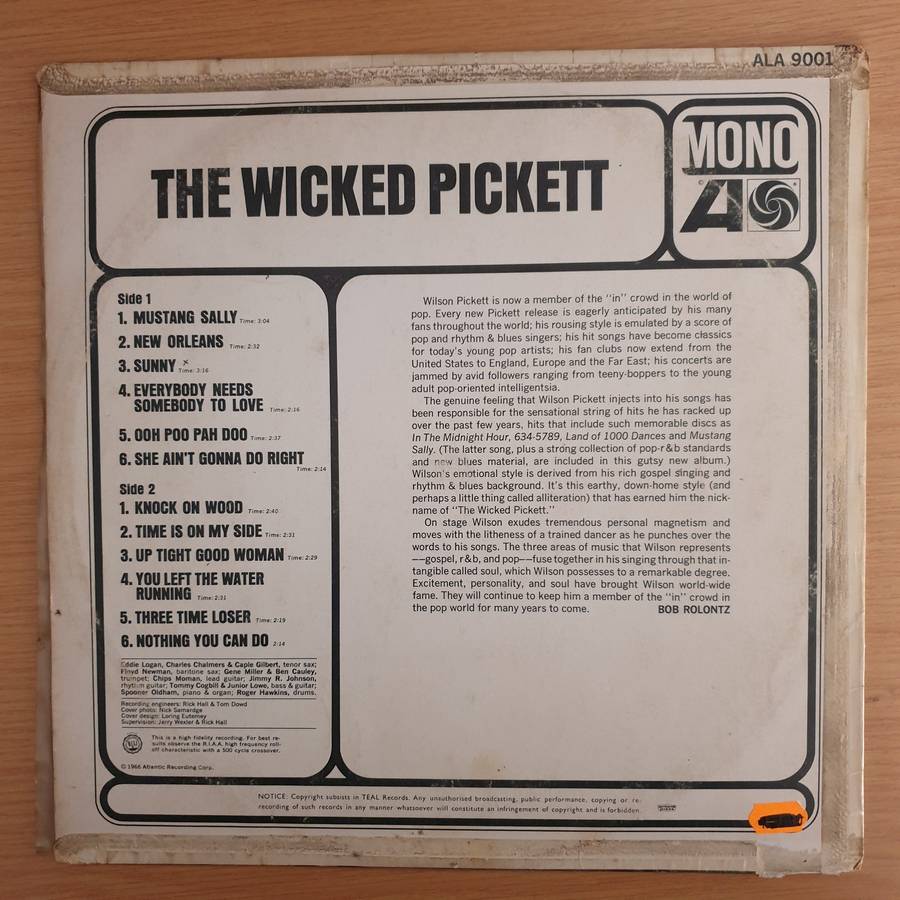 ALA 9001
THE WICKED PICKETT
MONO
Side 1
1. MUSTANG SALLY Time: 3:04
2. NEW ORLEANS Time: 2:32
3. SUNNY Time: 3:16
4. EVERYBODY NEEDS
SOMEBODY TO LOVE Time: 2:16
5. OOH POO PAH DOO Time: 2:37
6. SHE AIN'T GONNA DO RIGHT
Time: 2:14
Side 2
1. KNOCK ON WOOD Time: 2:40
2. TIME IS ON MY SIDE Time: 2:31
3. UP TIGHT GOOD WOMAN Time: 2:29
4. YOU LEFT THE WATER
RUNNING Time: 2:31
5. THREE TIME LOSER Time: 2:19
6. NOTHING YOU CAN DO 2:14
Eddie Logan, Charles Chalmers & Caple Gilbert, tenor sax;
Floyd Newman, baritone sax; Gene Miller & Ben Cauley,
trumpet; Chips Moman, lead guitar; Jimmy R. Johnson,
rhythm guitar; Tommy Cogbill & Junior Lowe, bass & guitar;
Spooner Oldham, piano & organ; Roger Hawkins, drums.
Recording engineers: Rick Hall & Tom Dowd
Cover photo: Nick Samardge
Cover design: Loring Eutemey
Supervision: Jerry Wexler & Rick Hall
This is a high fidelity recording. For best re-
sults observe the R.I.A.A. high frequency roll-
off characteristic with a 500 cycle crossover.
© 1966 Atlantic Recording Corp.
Wilson Pickett is now a member of the "in" crowd in the world of
pop. Every new Pickett release is eagerly anticipated by his many
fans throughout the world; his rousing style is emulated by a score of
pop and rhythm & blues singers; his hit songs have become classics
for today's young pop artists; his fan clubs now extend from the
United States to England, Europe and the Far East; his concerts are
jammed by avid followers ranging from teeny-boppers to the young
adult pop-oriented intelligentsia.
The genuine feeling that Wilson Pickett injects into his songs has
been responsible for the sensational string of hits he has racked up
over the past few years, hits that include such memorable discs as
In The Midnight Hour, 634-5789, Land of 1000 Dances and Mustang
Sally. (The latter song, plus a strong collection of pop-r&b standards
and new blues material, are included in this gutsy new album.)
Wilson's emotional style is derived from his rich gospel singing and
rhythm & blues background. It's this earthy, down-home style (and
perhaps a little thing called alliteration) that has earned him the nick-
name of "The Wicked Pickett."
On stage Wilson exudes tremendous personal magnetism and
moves with the litheness of a trained dancer as he punches over the
words to his songs. The three areas of music that Wilson represents
—gospel, r&b, and pop—fuse together in his singing through that in-
tangible called soul, which Wilson possesses to a remarkable degree.
Excitement, personality, and soul have brought Wilson world-wide
fame. They will continue to keep him a member of the "in" crowd in
the pop world for many years to come. BOB ROLONTZ
NOTICE: Copyright subsists in TEAL Records. Any unauthorised broadcasting, public performance, copying or re-
recording of such records in any manner whatsoever will constitute an infringement of copyright and is forbidden.